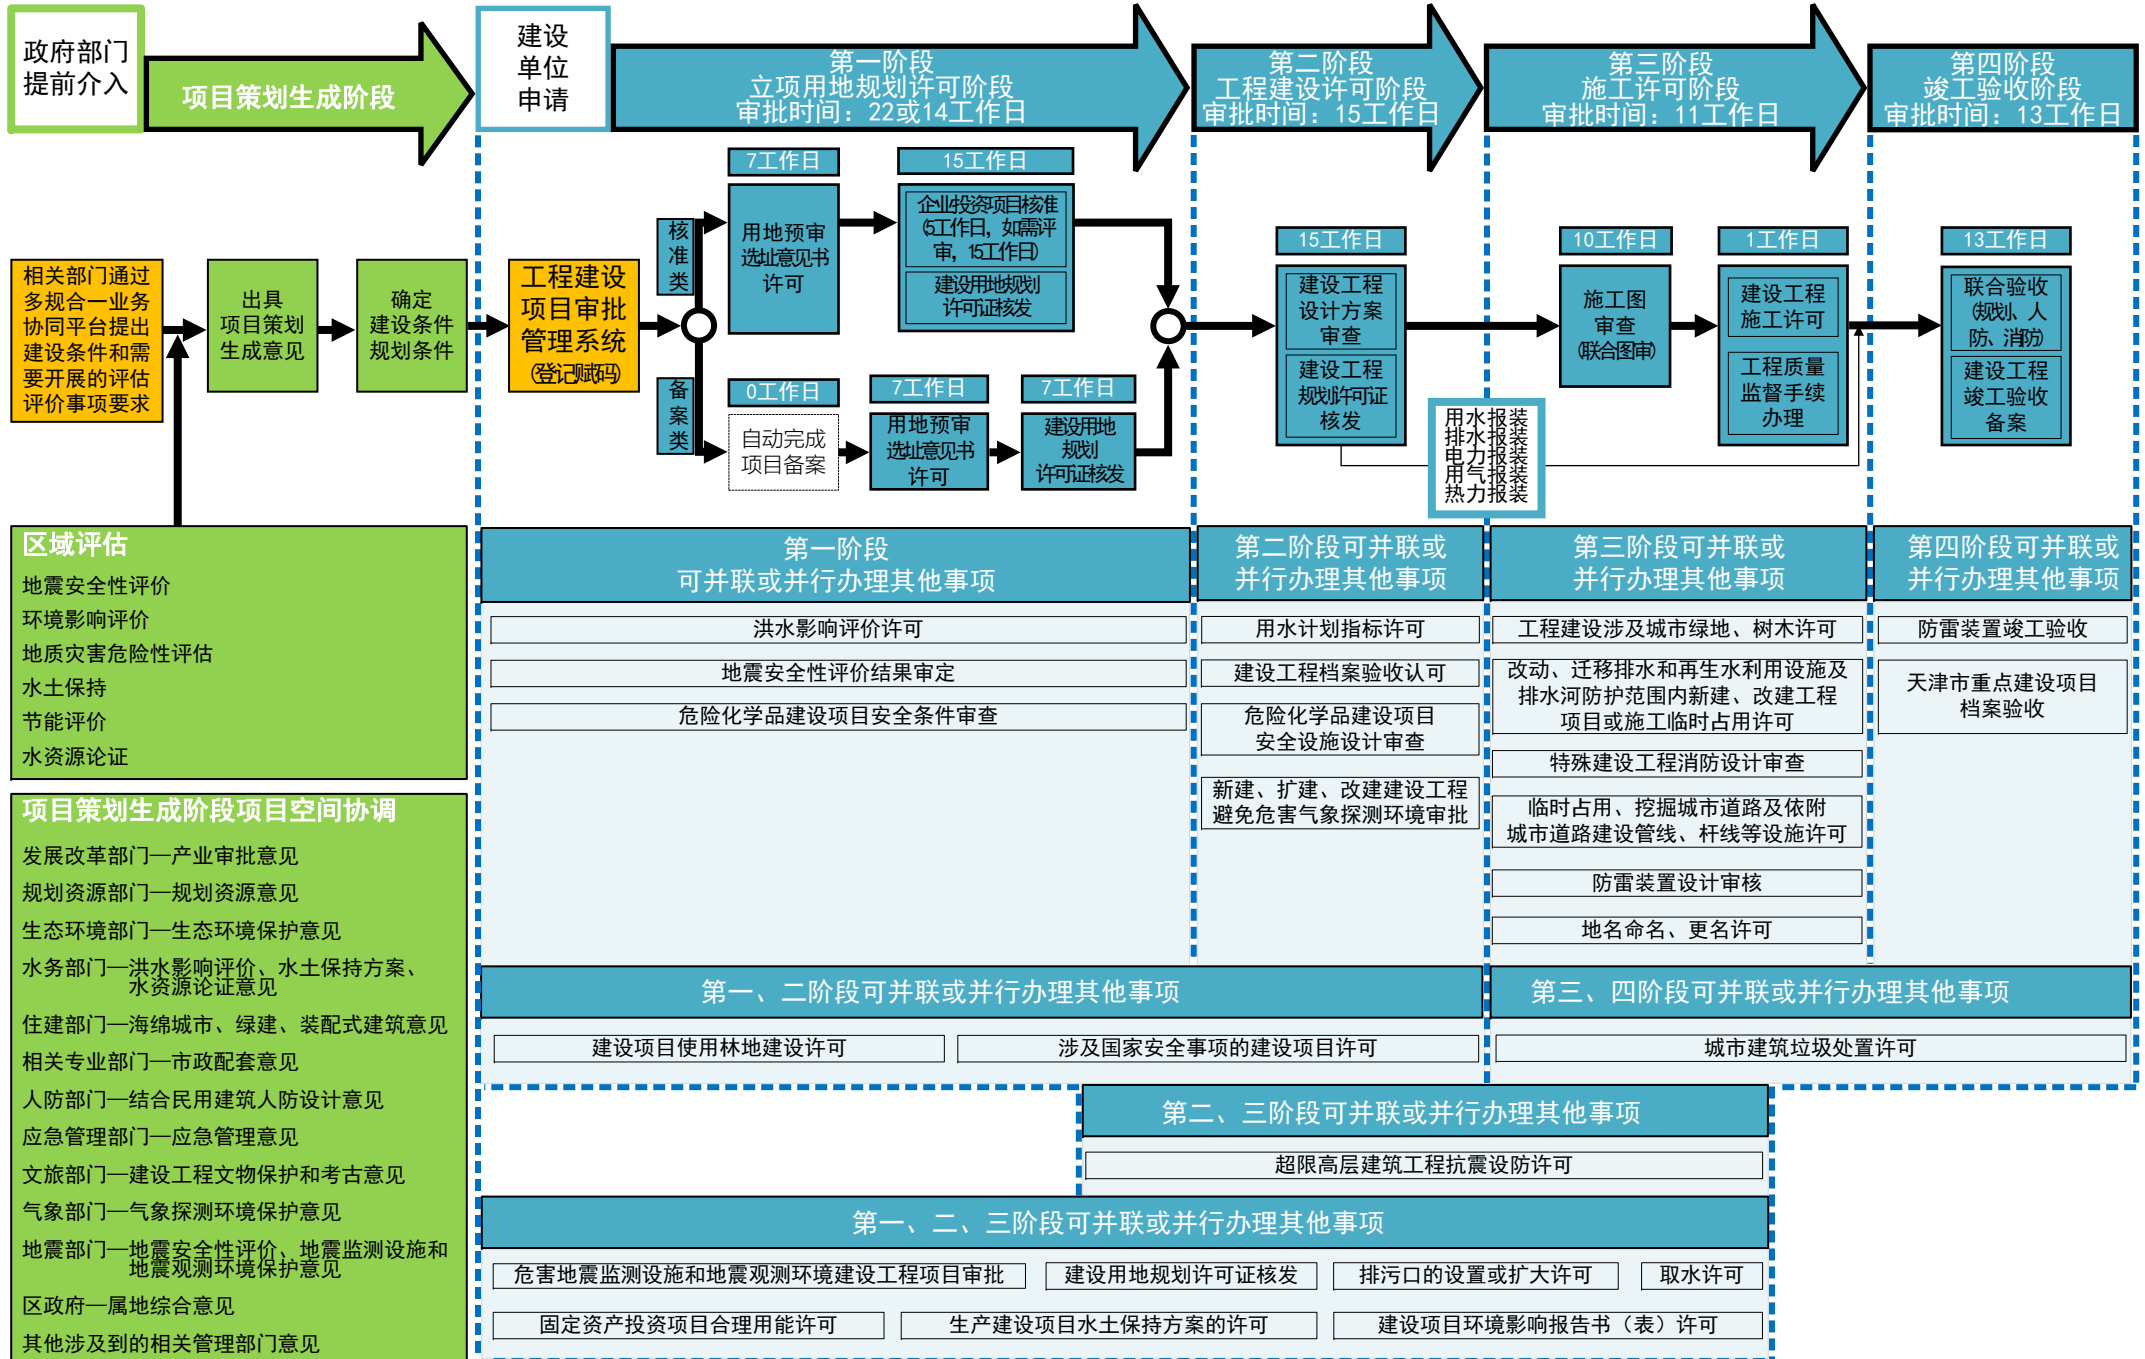 政府部门
提前介入
项目策划生成阶段
建设
单位
申请
第一阶段
立项用地规划许可阶段
审批时间：22或14工作日
第二阶段
工程建设许可阶段
审批时间：15工作日
第三阶段
施工许可阶段
审批时间：11工作日
第四阶段
竣工验收阶段
审批时间：13工作日
相关部门通过
多规合一业务
协同平台提出
建设条件和需
要开展的评估
评价事项要求
出具
项目策划
生成意见
确定
建设条件
规划条件
工程建设
项目审批
管理系统
(登记赋码)
核
准
类
7工作日
用地预审
选址意见书
许可
15工作日
企业投资项目核准
(5工作日，如需评
审，15工作日)
建设用地规划
许可证核发
备
案
类
0工作日
自动完成
项目备案
7工作日
用地预审
选址意见书
许可
7工作日
建设用地
规划
许可证核发
15工作日
建设工程
设计方案
审查
建设工程
规划许可证
核发
用水报装
排水报装
电力报装
用气报装
热力报装
10工作日
施工图
审查
(联合图审)
1工作日
建设工程
施工许可
工程质量
监督手续
办理
13工作日
联合验收
(规划、人
防、消防)
建设工程
竣工验收
备案
区域评估
地震安全性评价
环境影响评价
地质灾害危险性评估
水土保持
节能评价
水资源论证
项目策划生成阶段项目空间协调
发展改革部门—产业审批意见
规划资源部门—规划资源意见
生态环境部门—生态环境保护意见
水务部门—洪水影响评价、水土保持方案、
水资源论证意见
住建部门—海绵城市、绿建、装配式建筑意见
相关专业部门—市政配套意见
人防部门—结合民用建筑人防设计意见
应急管理部门—应急管理意见
文旅部门—建设工程文物保护和考古意见
气象部门—气象探测环境保护意见
地震部门—地震安全性评价、地震监测设施和
地震观测环境保护意见
区政府—属地综合意见
其他涉及到的相关管理部门意见
第一阶段
可并联或并行办理其他事项
洪水影响评价许可
地震安全性评价结果审定
危险化学品建设项目安全条件审查
第二阶段可并联或
并行办理其他事项
用水计划指标许可
建设工程档案验收认可
危险化学品建设项目
安全设施设计审查
新建、扩建、改建建设工程
避免危害气象探测环境审批
第三阶段可并联或
并行办理其他事项
工程建设涉及城市绿地、树木许可
改动、迁移排水和再生水利用设施及
排水河防护范围内新建、改建工程
项目或施工临时占用许可
特殊建设工程消防设计审查
临时占用、挖掘城市道路及依附
城市道路建设管线、杆线等设施许可
防雷装置设计审核
地名命名、更名许可
第四阶段可并联或
并行办理其他事项
防雷装置竣工验收
天津市重点建设项目
档案验收
第一、二阶段可并联或并行办理其他事项
建设项目使用林地建设许可
涉及国家安全事项的建设项目许可
第三、四阶段可并联或并行办理其他事项
城市建筑垃圾处置许可
第二、三阶段可并联或并行办理其他事项
超限高层建筑工程抗震设防许可
第一、二、三阶段可并联或并行办理其他事项
危害地震监测设施和地震观测环境建设工程项目审批
建设用地规划许可证核发
排污口的设置或扩大许可
取水许可
固定资产投资项目合理用能许可
生产建设项目水土保持方案的许可
建设项目环境影响报告书（表）许可